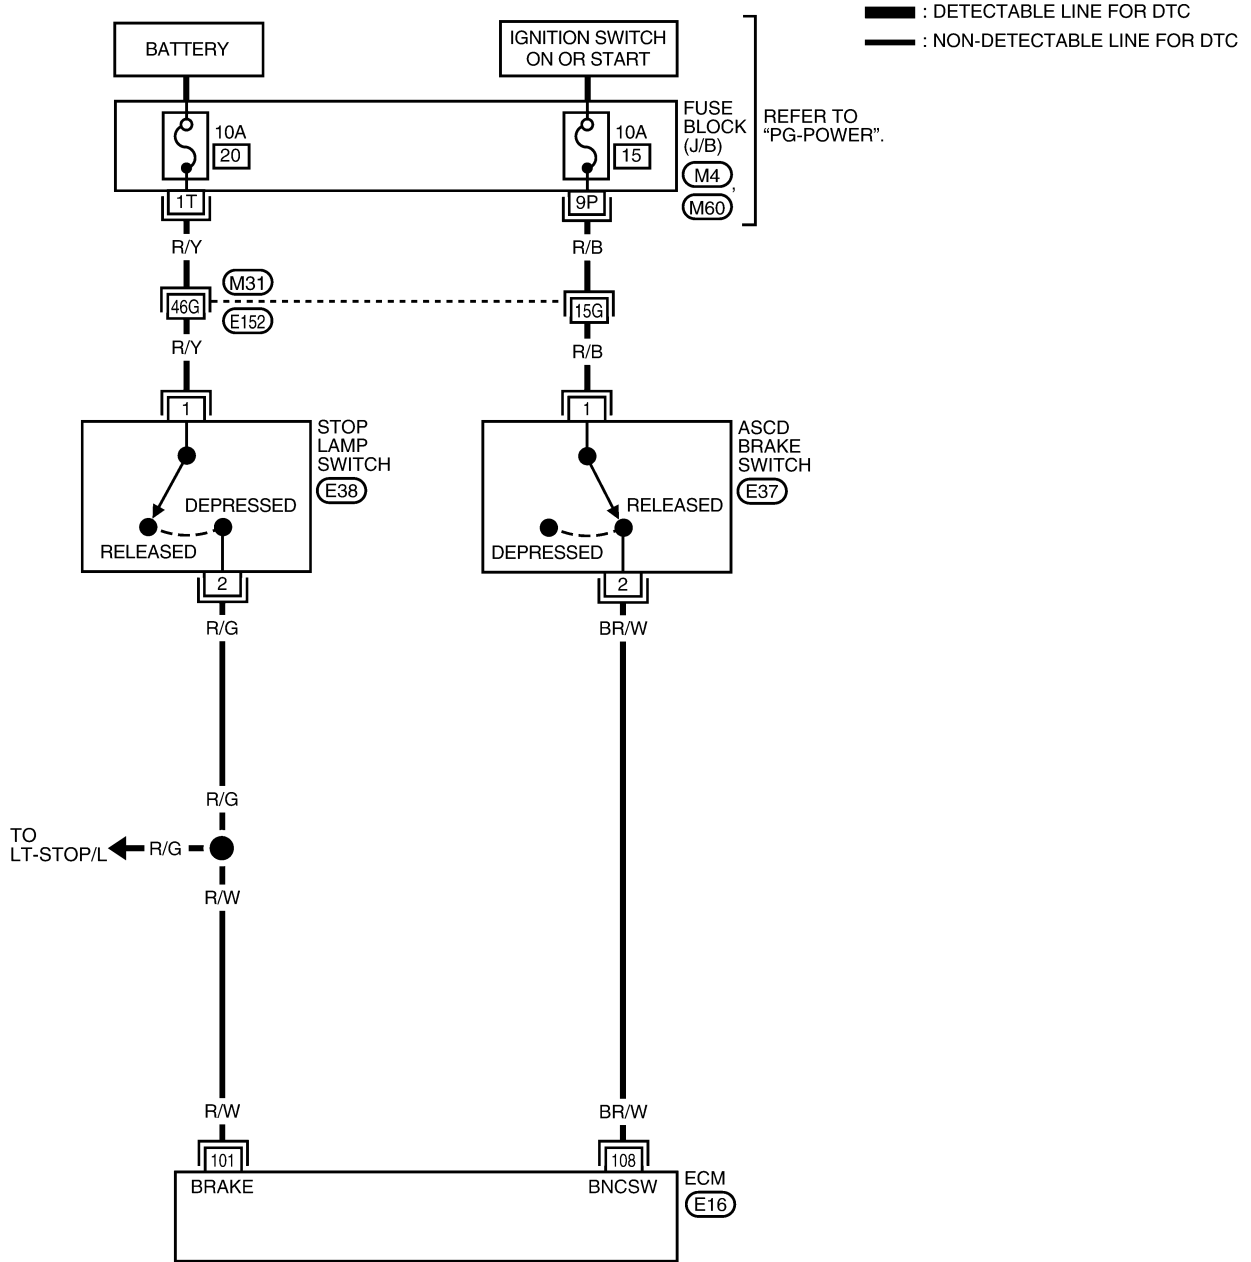 : DETECTABLE LINE FOR DTC
: NON-DETECTABLE LINE FOR DTC
BATTERY
IGNITION SWITCH
ON OR START
10A
20
10A
15
FUSE
BLOCK
(J/B)
M4
,
M60
REFER TO
“PG-POWER”.
1T
9P
R/Y
R/B
M31
46G
E152
15G
R/Y
R/B
1
1
STOP
LAMP
SWITCH
E38
DEPRESSED
RELEASED
ASCD
BRAKE
SWITCH
E37
RELEASED
DEPRESSED
2
2
R/G
BR/W
R/G
TO
LT-STOP/L
R/G
R/W
R/W
BR/W
101
108
BRAKE
BNCSW
ECM
E16